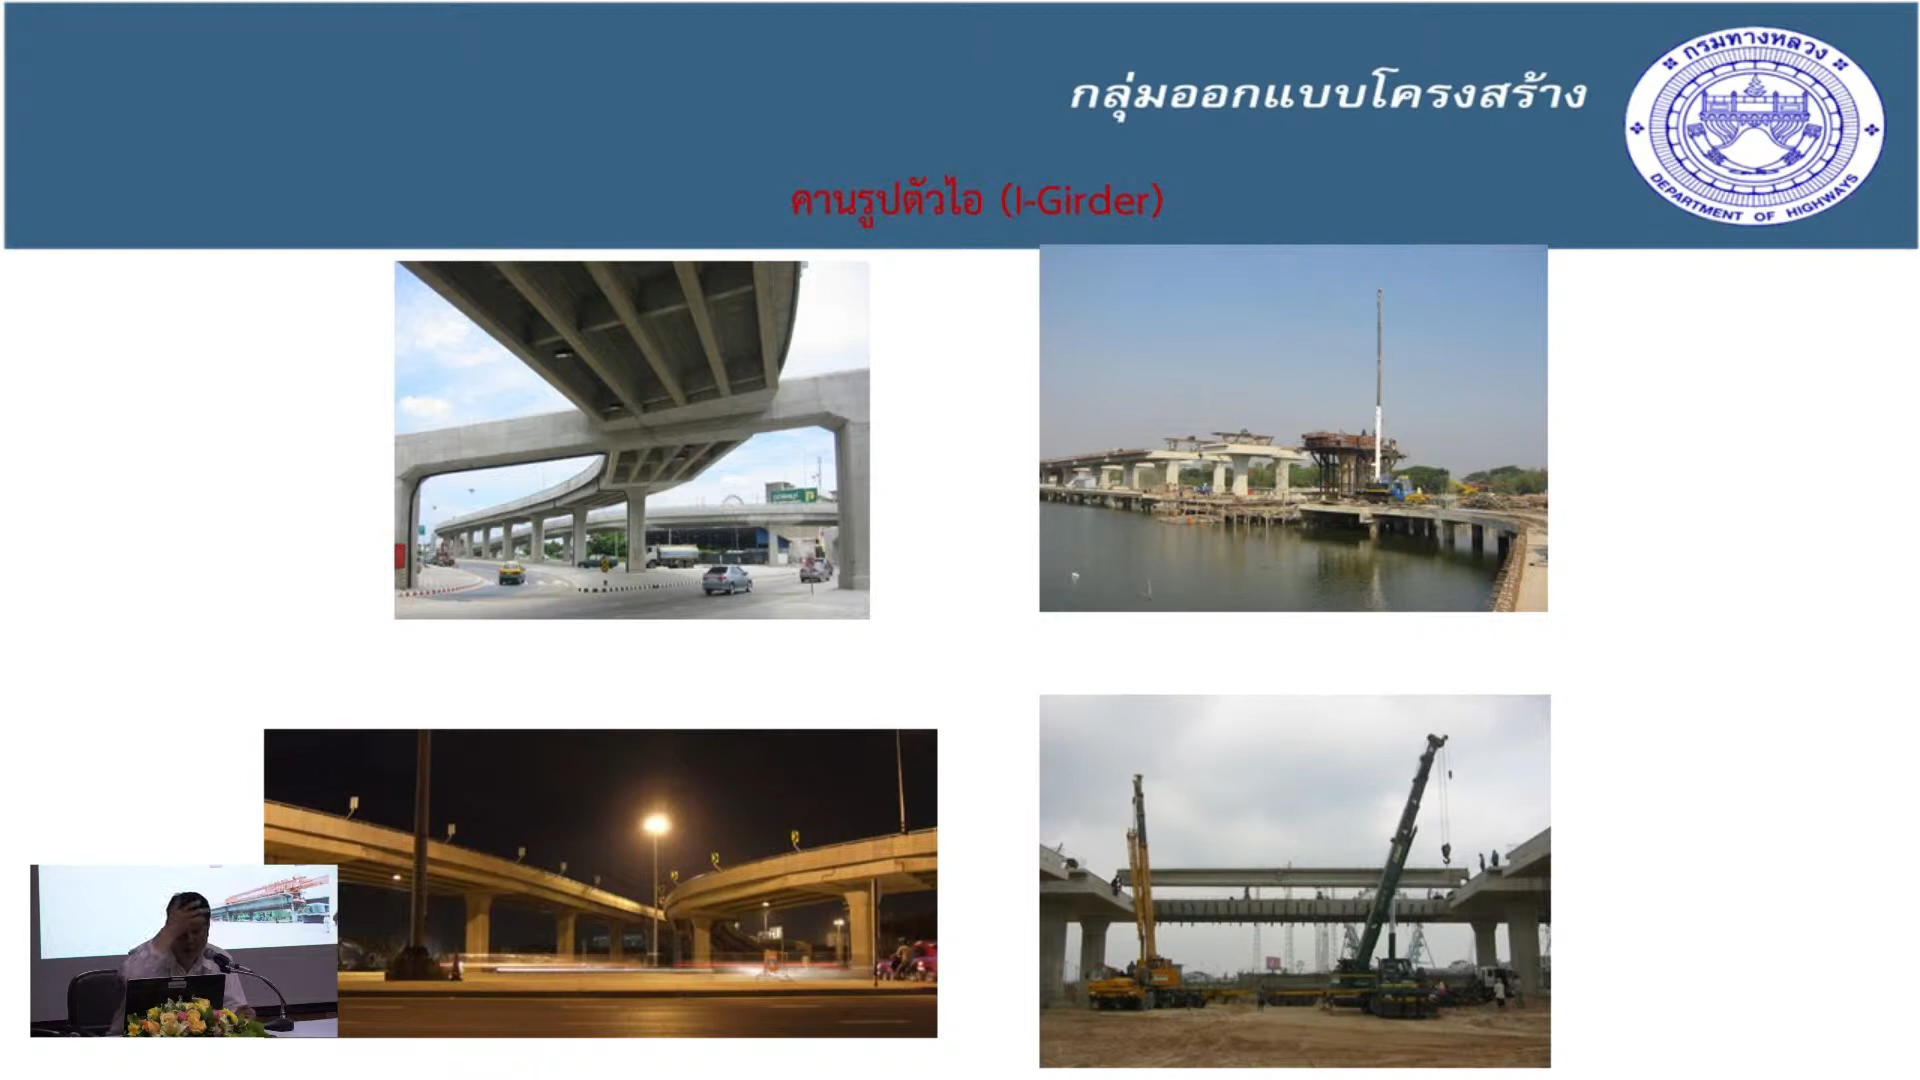 กลุ่มออกแบบโครงสร้าง
กรมทางหลวง
DEPARTMENT OF HIGHWAYS
คานรูปตัวไอ (I-Girder)